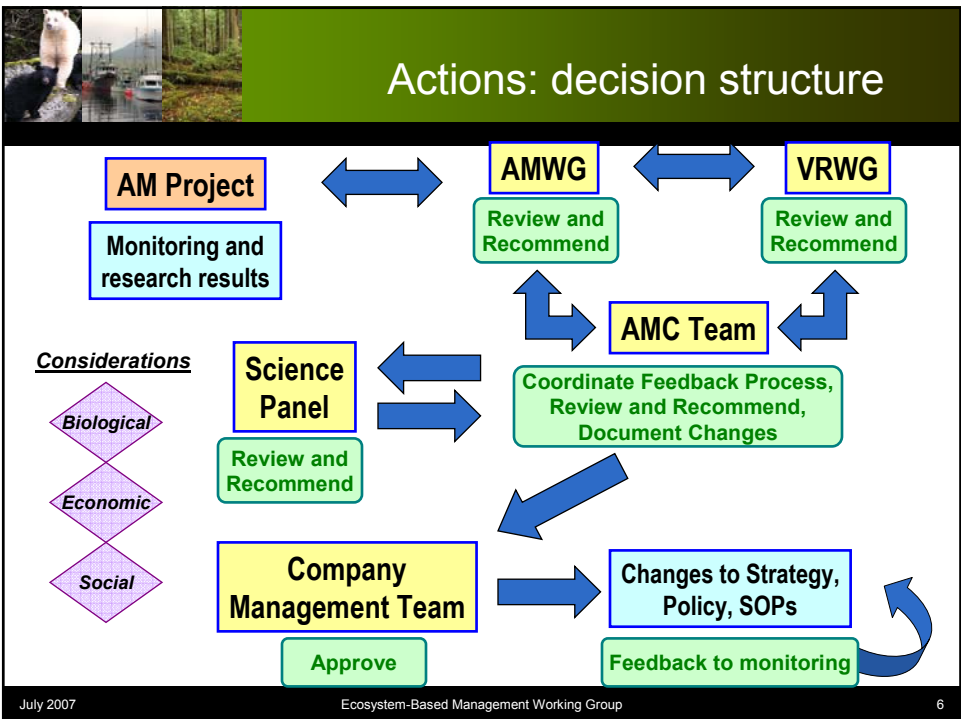 Actions: decision structure
AM Project
Monitoring and
research results
AMWG
Review and
Recommend
VRWG
Review and
Recommend
AMC Team
Coordinate Feedback Process,
Review and Recommend,
Document Changes
Considerations
Biological
Economic
Social
Science
Panel
Review and
Recommend
Company
Management Team
Approve
Changes to Strategy,
Policy, SOPs
Feedback to monitoring
July 2007
Ecosystem-Based Management Working Group
6